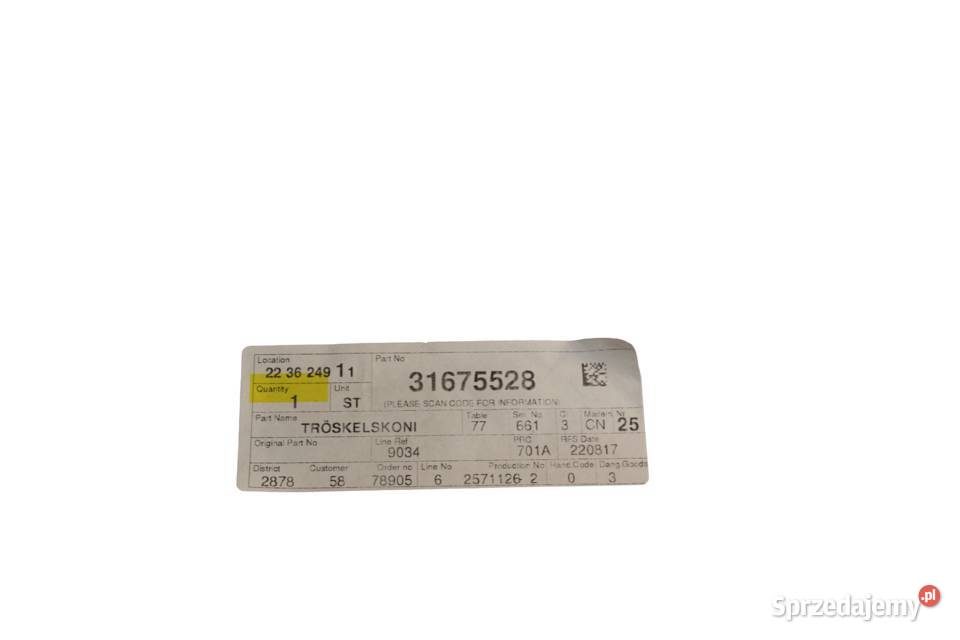 Location Part No
22 36 249 1 1 31675528
Quantity Unit
1 ST (PLEASE SCAN CODE FOR INFORMATION)
Part Name Table Ser. No
TRÖSKELSKONI 77 661 3 CN 25
Original Part No Line Ref PRC RFS Date
9034 701A 220817
District Customer Order no Line No Production No Hand.Code Dang.Goods
2878 58 78905 6 2571126 2 0 3
Sprzedajemy.pl